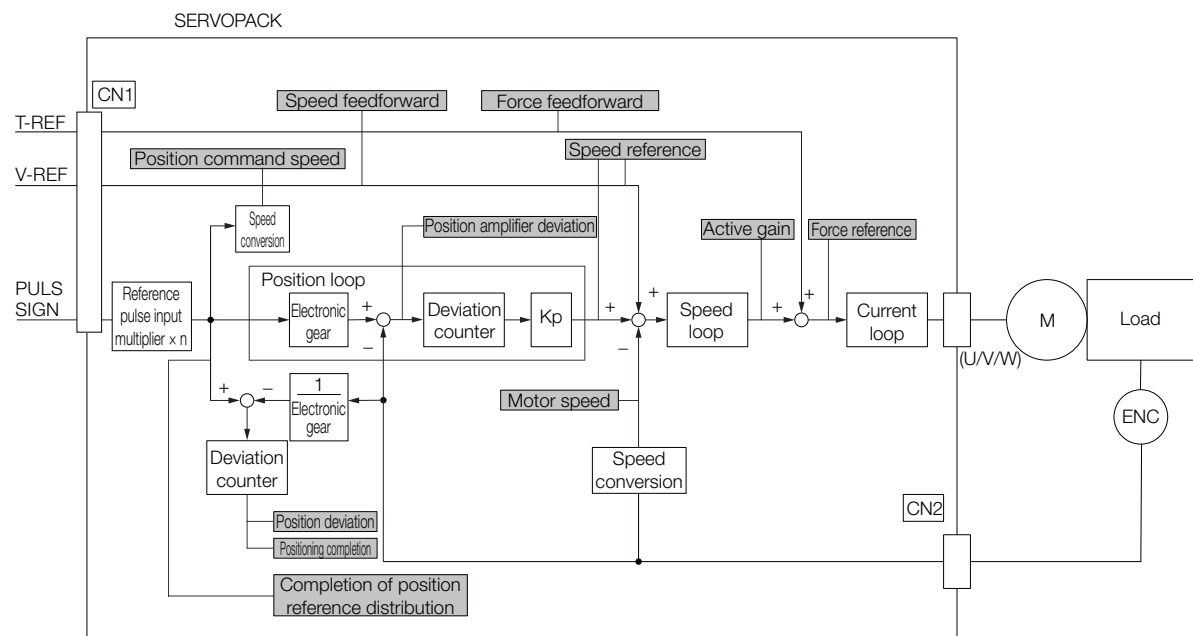 SERVOPACK
CN1
Speed feedforward
Force feedforward
T-REF
Speed reference
Position command speed
V-REF
Speed
conversion
Position amplifier deviation
Active gain
Force reference
PULS
SIGN
Reference
pulse input
multiplier × n
Position loop
Electronic
gear
+
−
Deviation
counter
Kp
+
+
−
Speed
loop
+
+
Current
loop
(U/V/W)
M
Load
+
−
1
Electronic
gear
Motor speed
ENC
Deviation
counter
Speed
conversion
CN2
Position deviation
Positioning completion
Completion of position
reference distribution